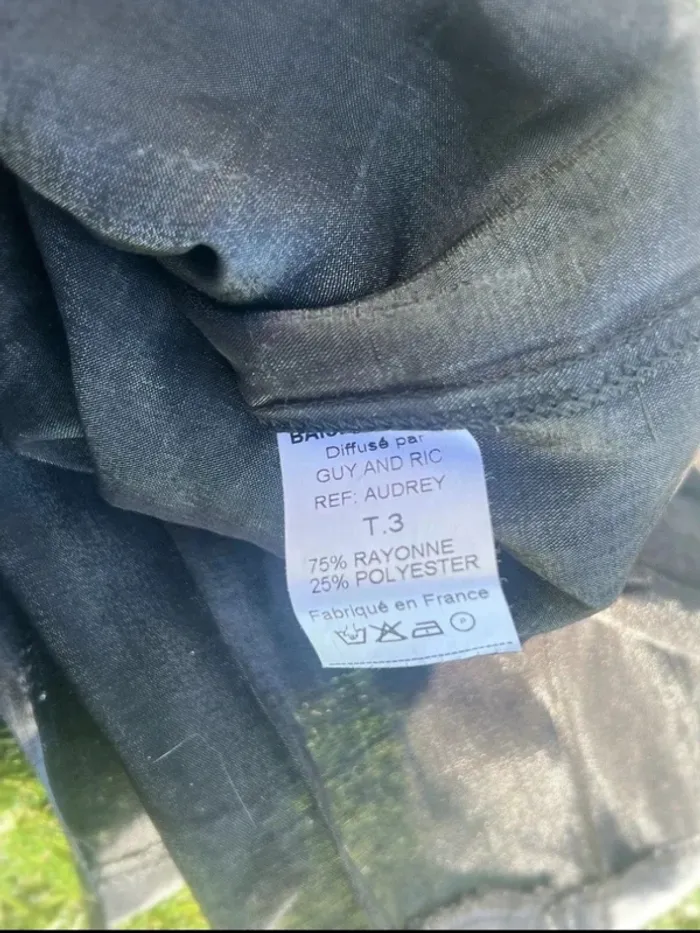 Diffusé par
GUY AND RIC
REF: AUDREY
T.3
75% RAYONNE
25% POLYESTER
Fabriqué en France